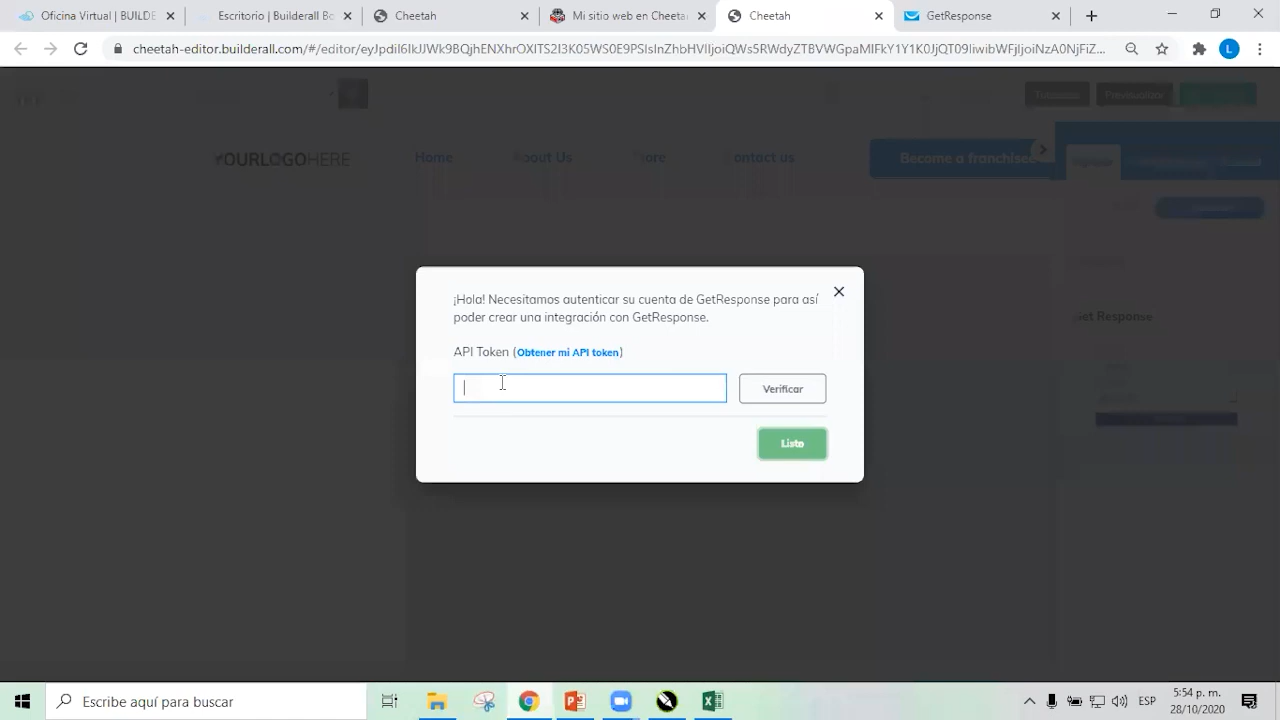 Oficina Virtual | BUILDE
Escritorio | Builderall Bo
Cheetah
Mi sitio web en Cheeta
Cheetah
GetResponse
cheetah-editor.builderall.com/#/editor/
L
Previsualizar
YOURLOGOHERE
Home
About Us
Store
Contact us
Become a franchisee
¡Hola! Necesitamos autenticar su cuenta de GetResponse para así
poder crear una integración con GetResponse.
API Token (Obtener mi API token)
Verificar
Listo
Get Response
Escribe aquí para buscar
ESP
5:54 p. m.
28/10/2020